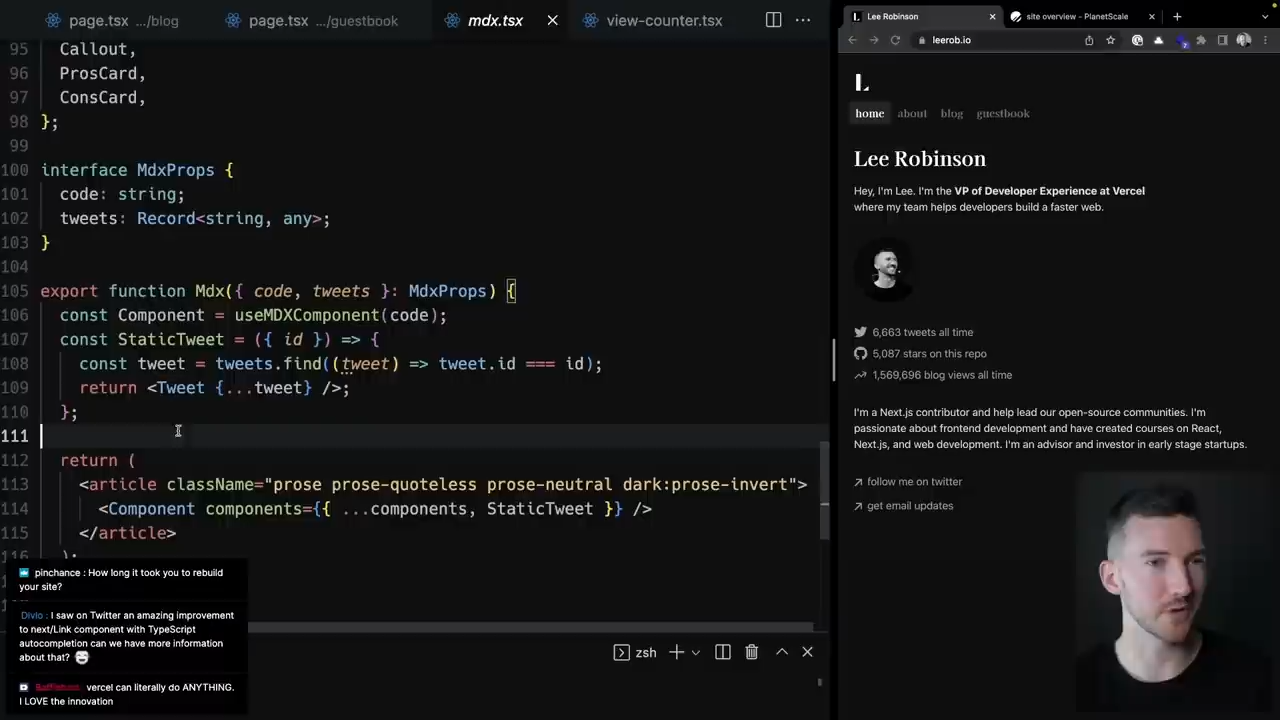 page.tsx .../blog
page.tsx .../guestbook
mdx.tsx
view-counter.tsx
95 Callout,
96 ProsCard,
97 ConsCard,
98 };
99
100 interface MdxProps {
101 code: string;
102 tweets: Record<string, any>;
103 }
104
105 export function Mdx({ code, tweets }: MdxProps) {
106 const Component = useMDXComponent(code);
107 const StaticTweet = ({ id }) => {
108 const tweet = tweets.find((tweet) => tweet.id === id);
109 return <Tweet {...tweet} />;
110 };
111
112 return (
113 <article className="prose prose-quoteless prose-neutral dark:prose-invert">
114 <Component components={{ ...components, StaticTweet }} />
115 </article>
116 );
pinchance : How long it took you to rebuild
your site?
Divlo : I saw on Twitter an amazing improvement
to next/Link component with TypeScript
autocompletion can we have more information
about that?
vercel can literally do ANYTHING.
I LOVE the innovation
zsh
Lee Robinson
site overview - PlanetScale
leerob.io
home about blog guestbook
Lee Robinson
Hey, I'm Lee. I'm the VP of Developer Experience at Vercel
where my team helps developers build a faster web.
6,663 tweets all time
5,087 stars on this repo
1,569,696 blog views all time
I'm a Next.js contributor and help lead our open-source communities. I'm
passionate about frontend development and have created courses on React,
Next.js, and web development. I'm an advisor and investor in early stage startups.
follow me on twitter
get email updates